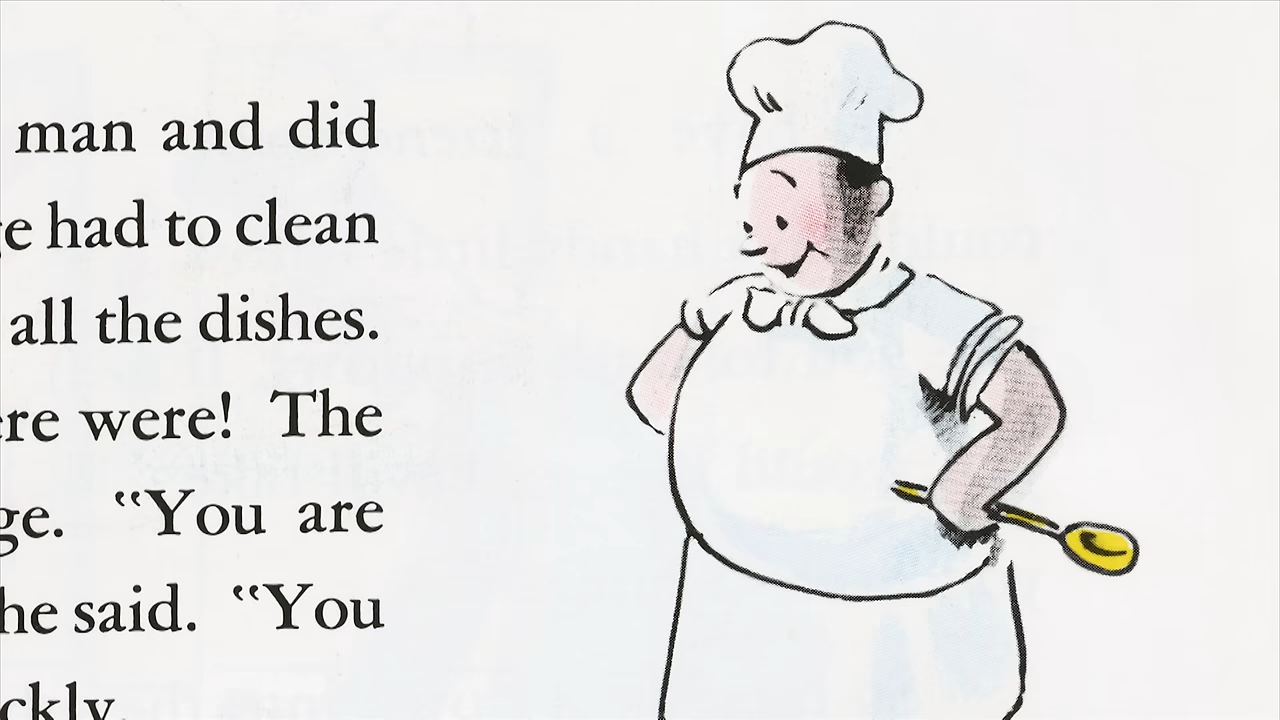 man and did
ge had to clean
all the dishes.
ere were! The
ge. “You are
he said. “You
ckly.